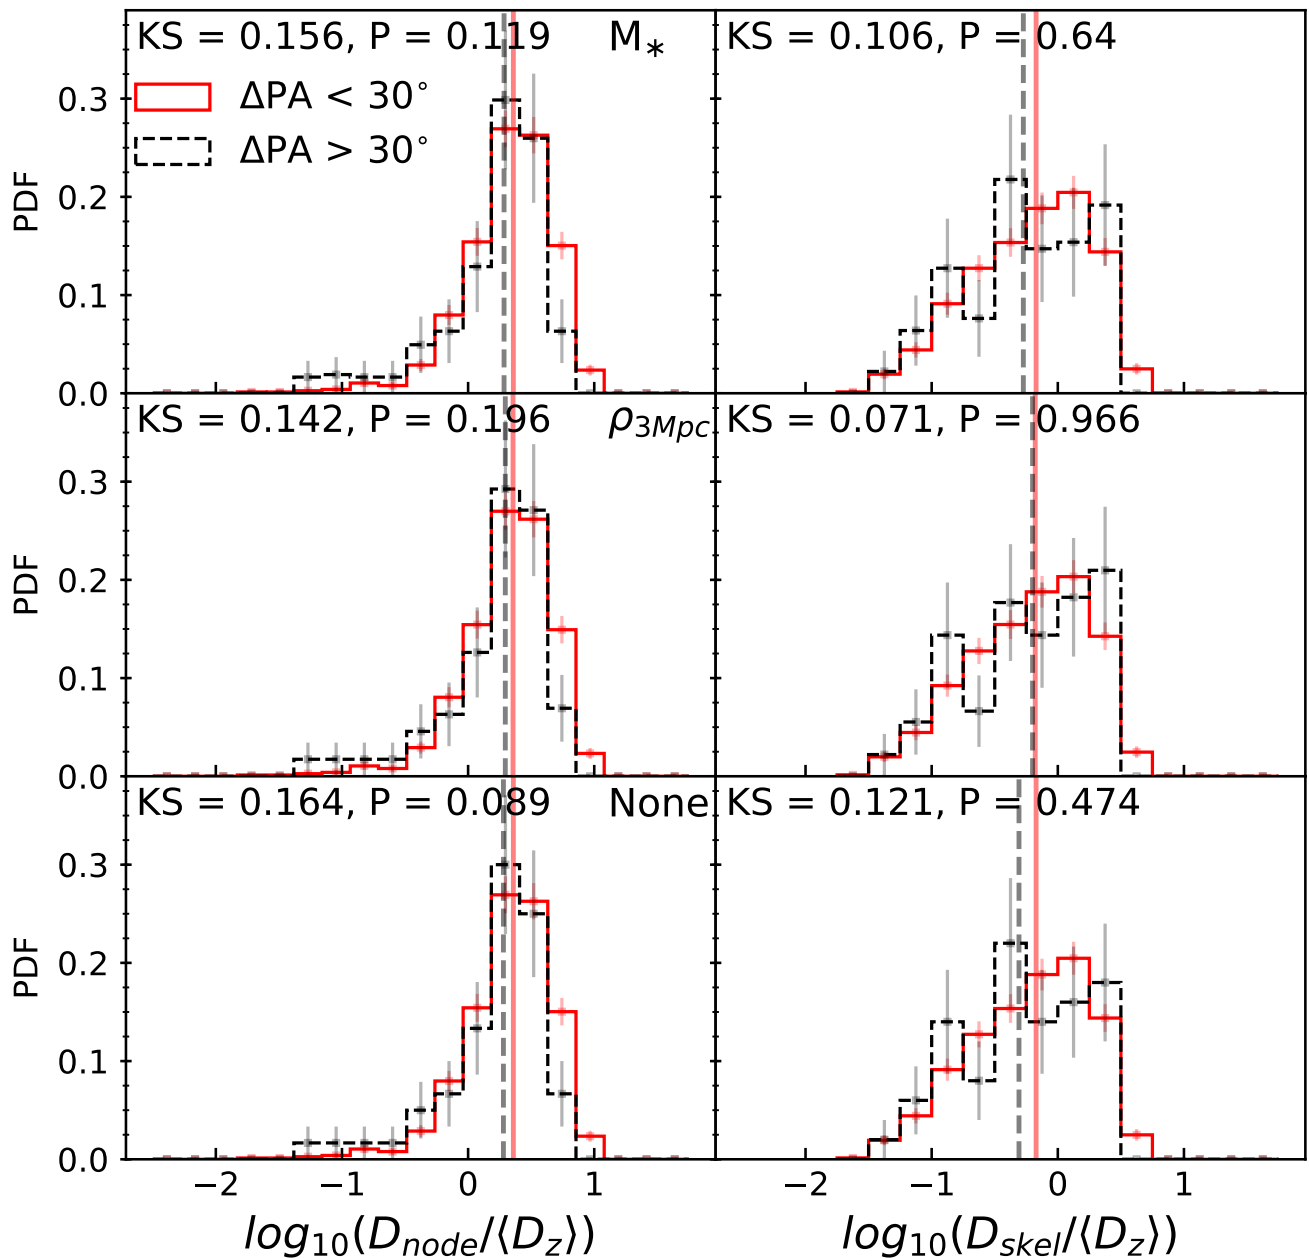 KS = 0.156, P = 0.119 M∗
KS = 0.106, P = 0.64
ΔPA < 30°
ΔPA > 30°
PDF
0.3
0.2
0.1
0.0
KS = 0.142, P = 0.196 ρ3Mpc
KS = 0.071, P = 0.966
PDF
0.3
0.2
0.1
0.0
KS = 0.164, P = 0.089 None
KS = 0.121, P = 0.474
PDF
0.3
0.2
0.1
0.0
−2 −1 0 1
−2 −1 0 1
log10(Dnode/⟨Dz⟩)
log10(Dskel/⟨Dz⟩)